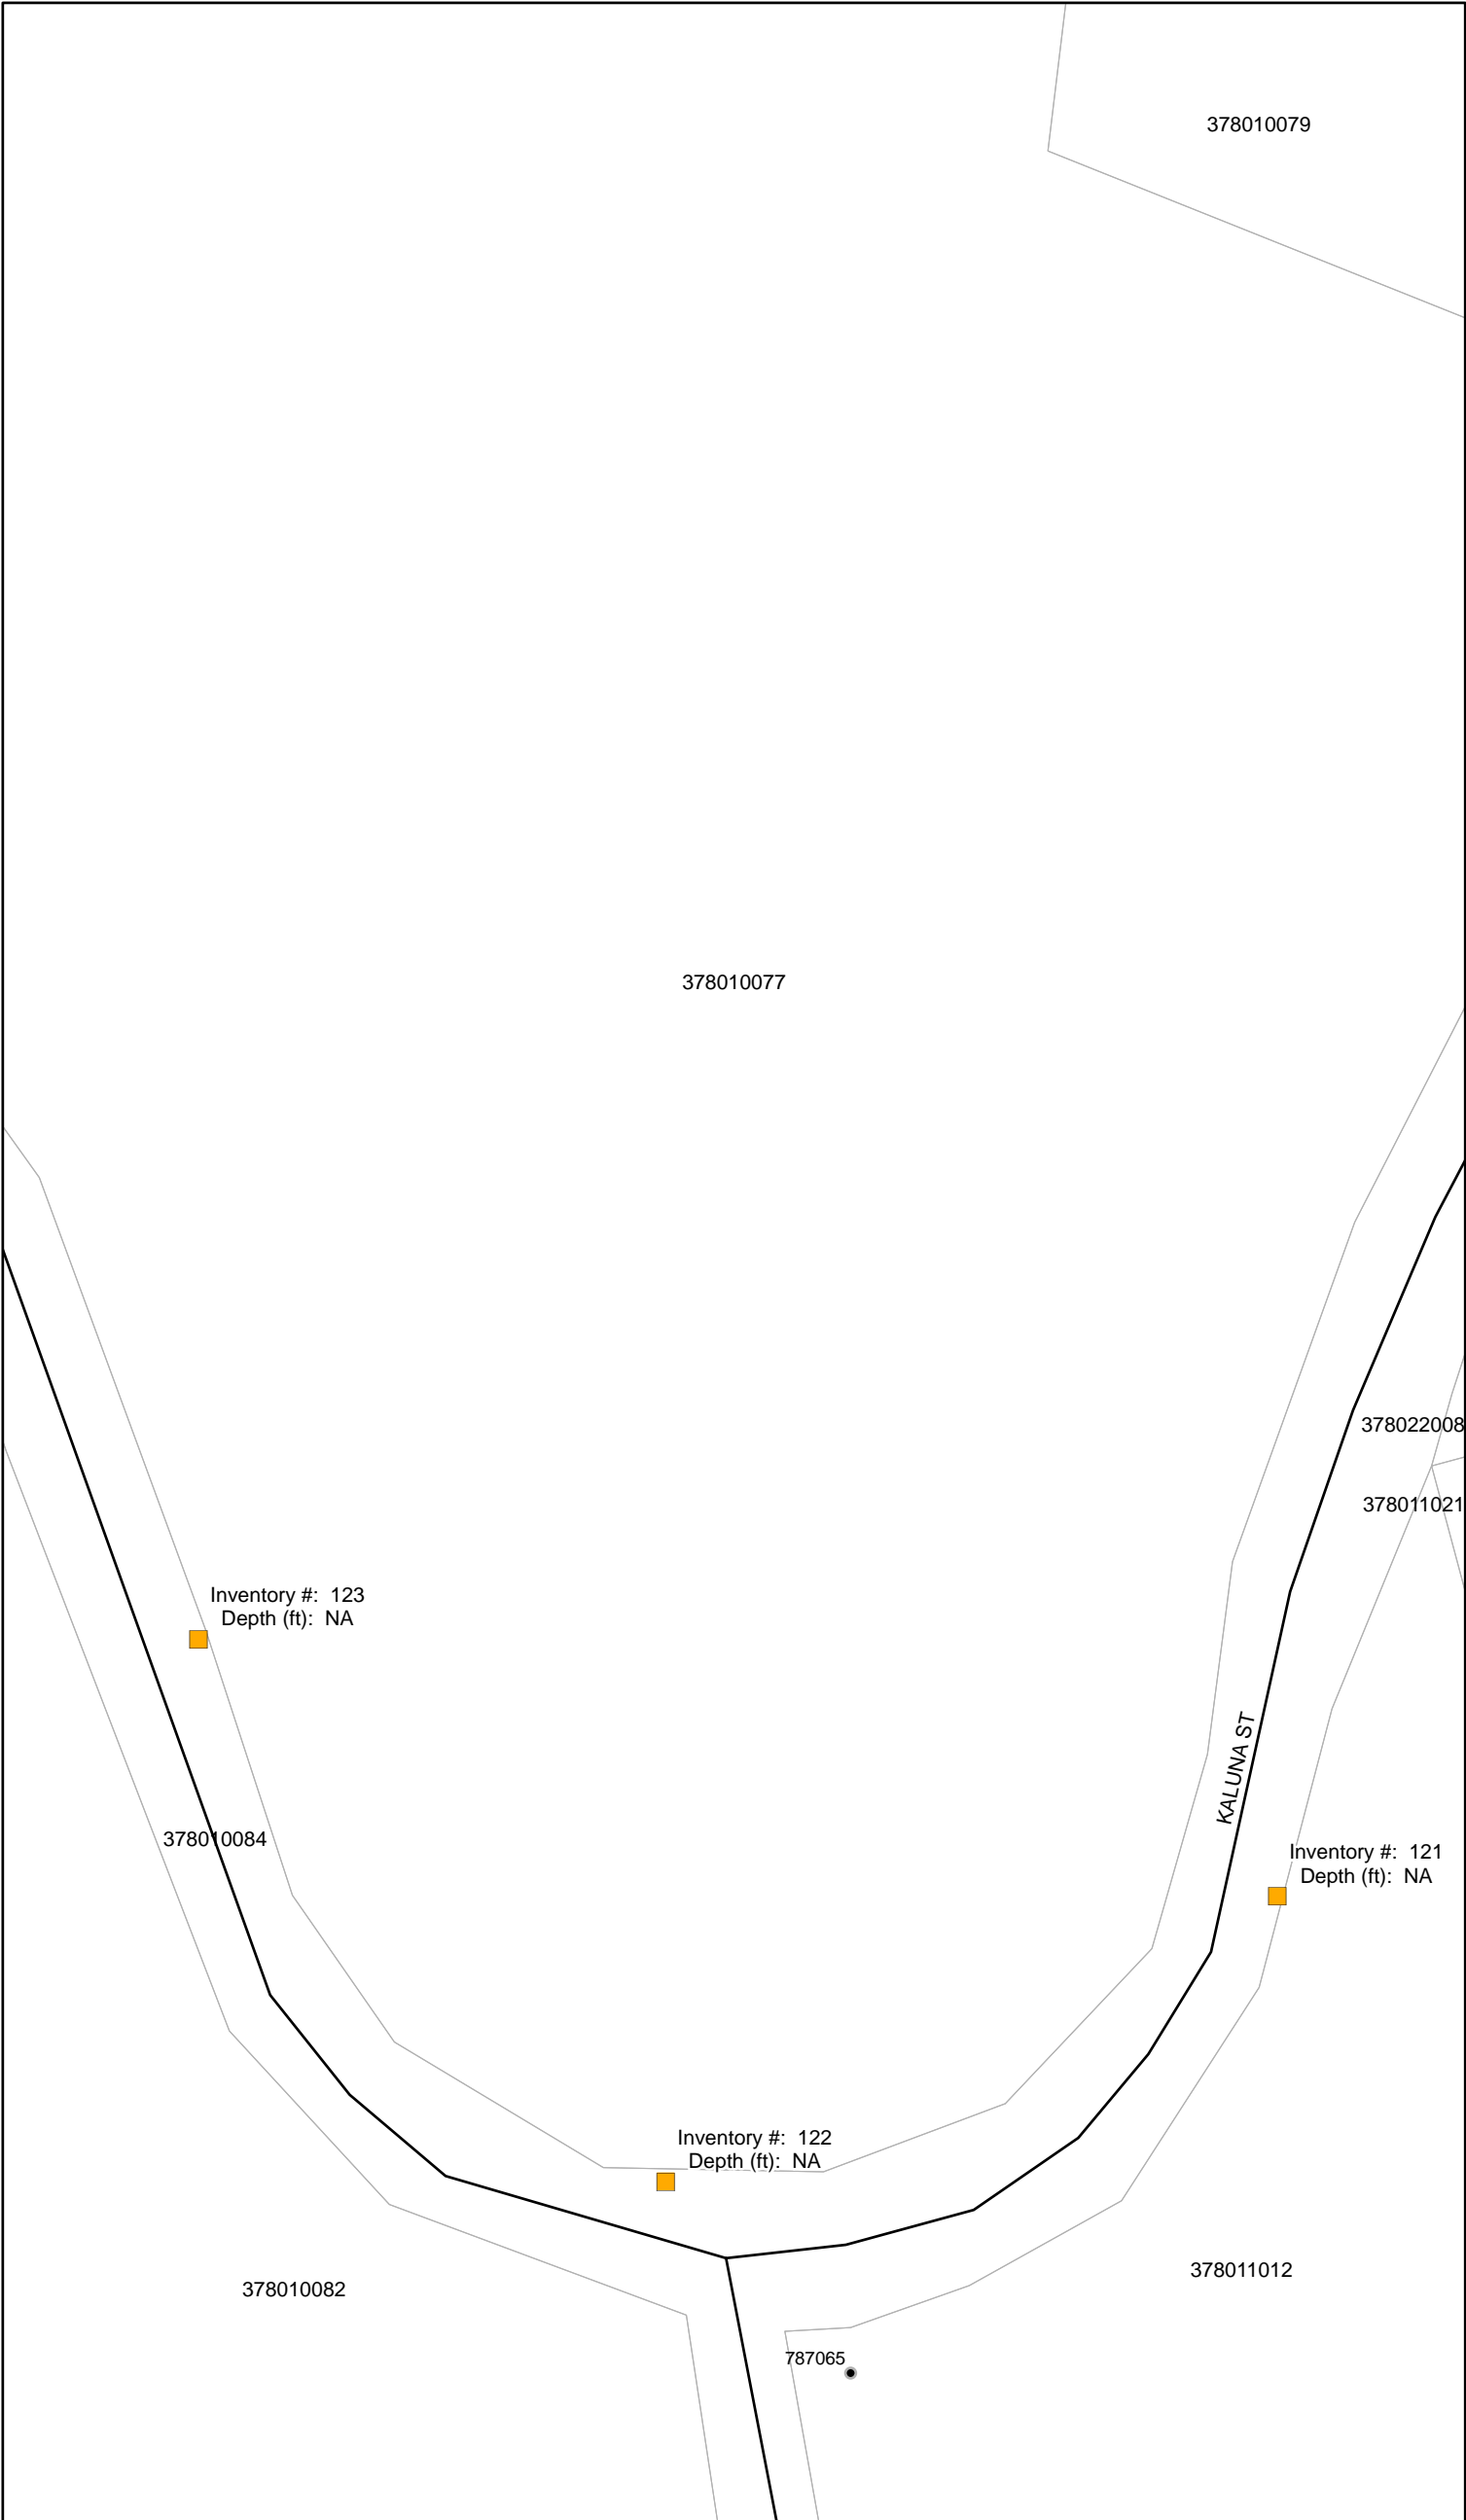 378010079
378010077
378022008
378011021
Inventory #:  123
Depth (ft):  NA
KALUNA ST
378010084
Inventory #:  121
Depth (ft):  NA
Inventory #:  122
Depth (ft):  NA
378011012
378010082
787065